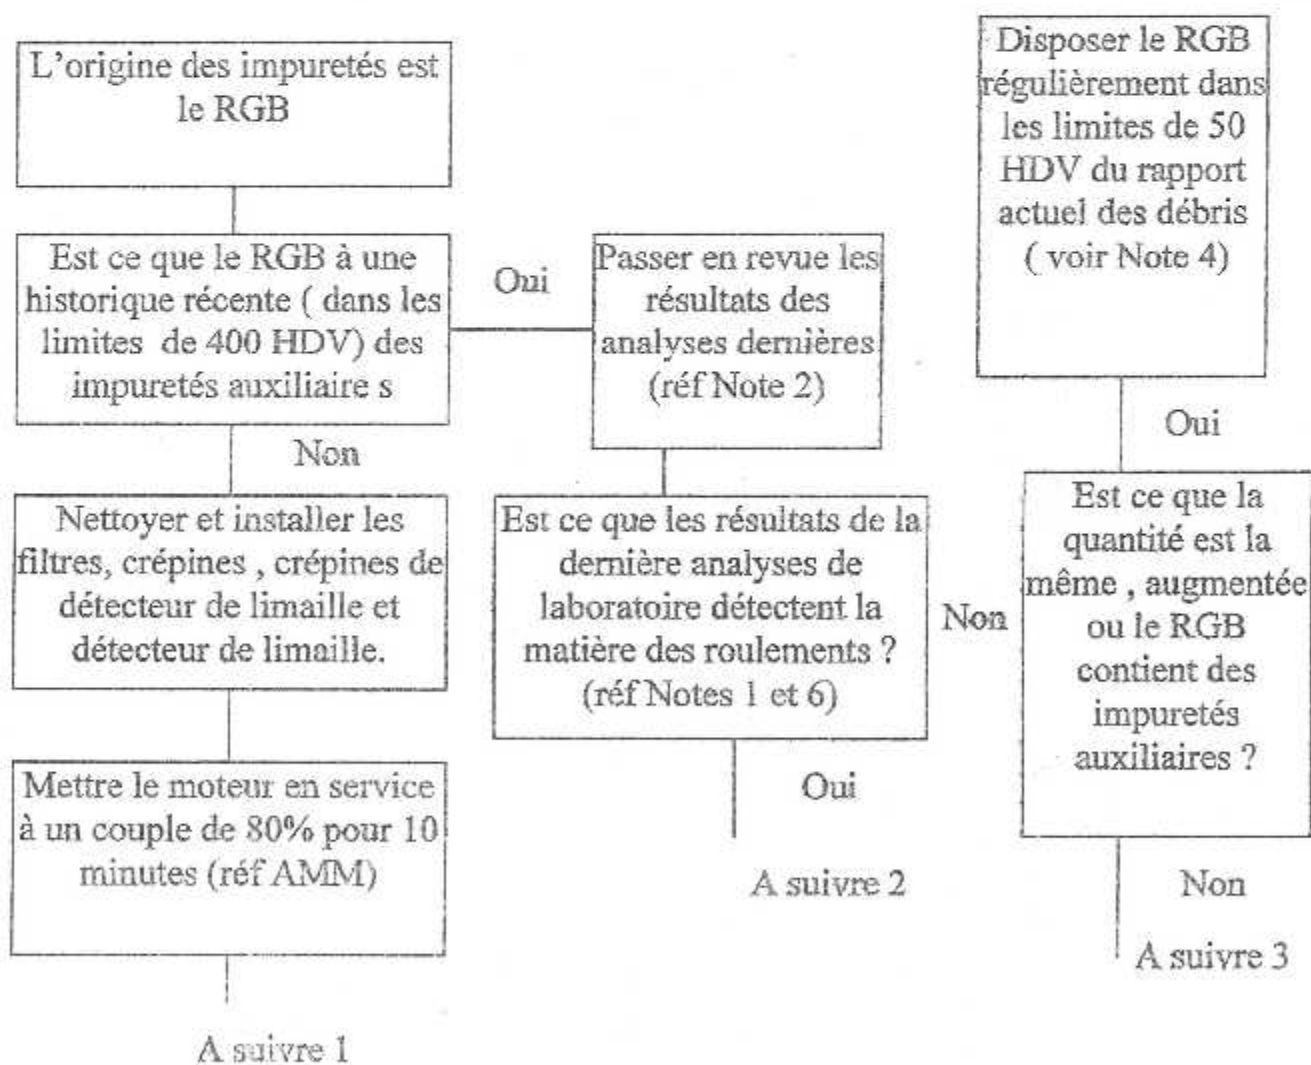 L'origine des impuretés est
le RGB
Est ce que le RGB à une
historique récente ( dans les
limites de 400 HDV) des
impuretés auxiliaire s
Oui
Passer en revue les
résultats des
analyses dernières
(réf Note 2)
Disposer le RGB
régulièrement dans
les limites de 50
HDV du rapport
actuel des débris
( voir Note 4)
Non
Oui
Nettoyer et installer les
filtres, crépines , crépines de
détecteur de limaille et
détecteur de limaille.
Est ce que les résultats de la
dernière analyses de
laboratoire détectent la
matière des roulements ?
(réf Notes 1 et 6)
Non
Est ce que la
quantité est la
même , augmentée
ou le RGB
contient des
impuretés
auxiliaires ?
Mettre le moteur en service
à un couple de 80% pour 10
minutes (réf AMM)
Oui
A suivre 2
Non
A suivre 3
A suivre 1